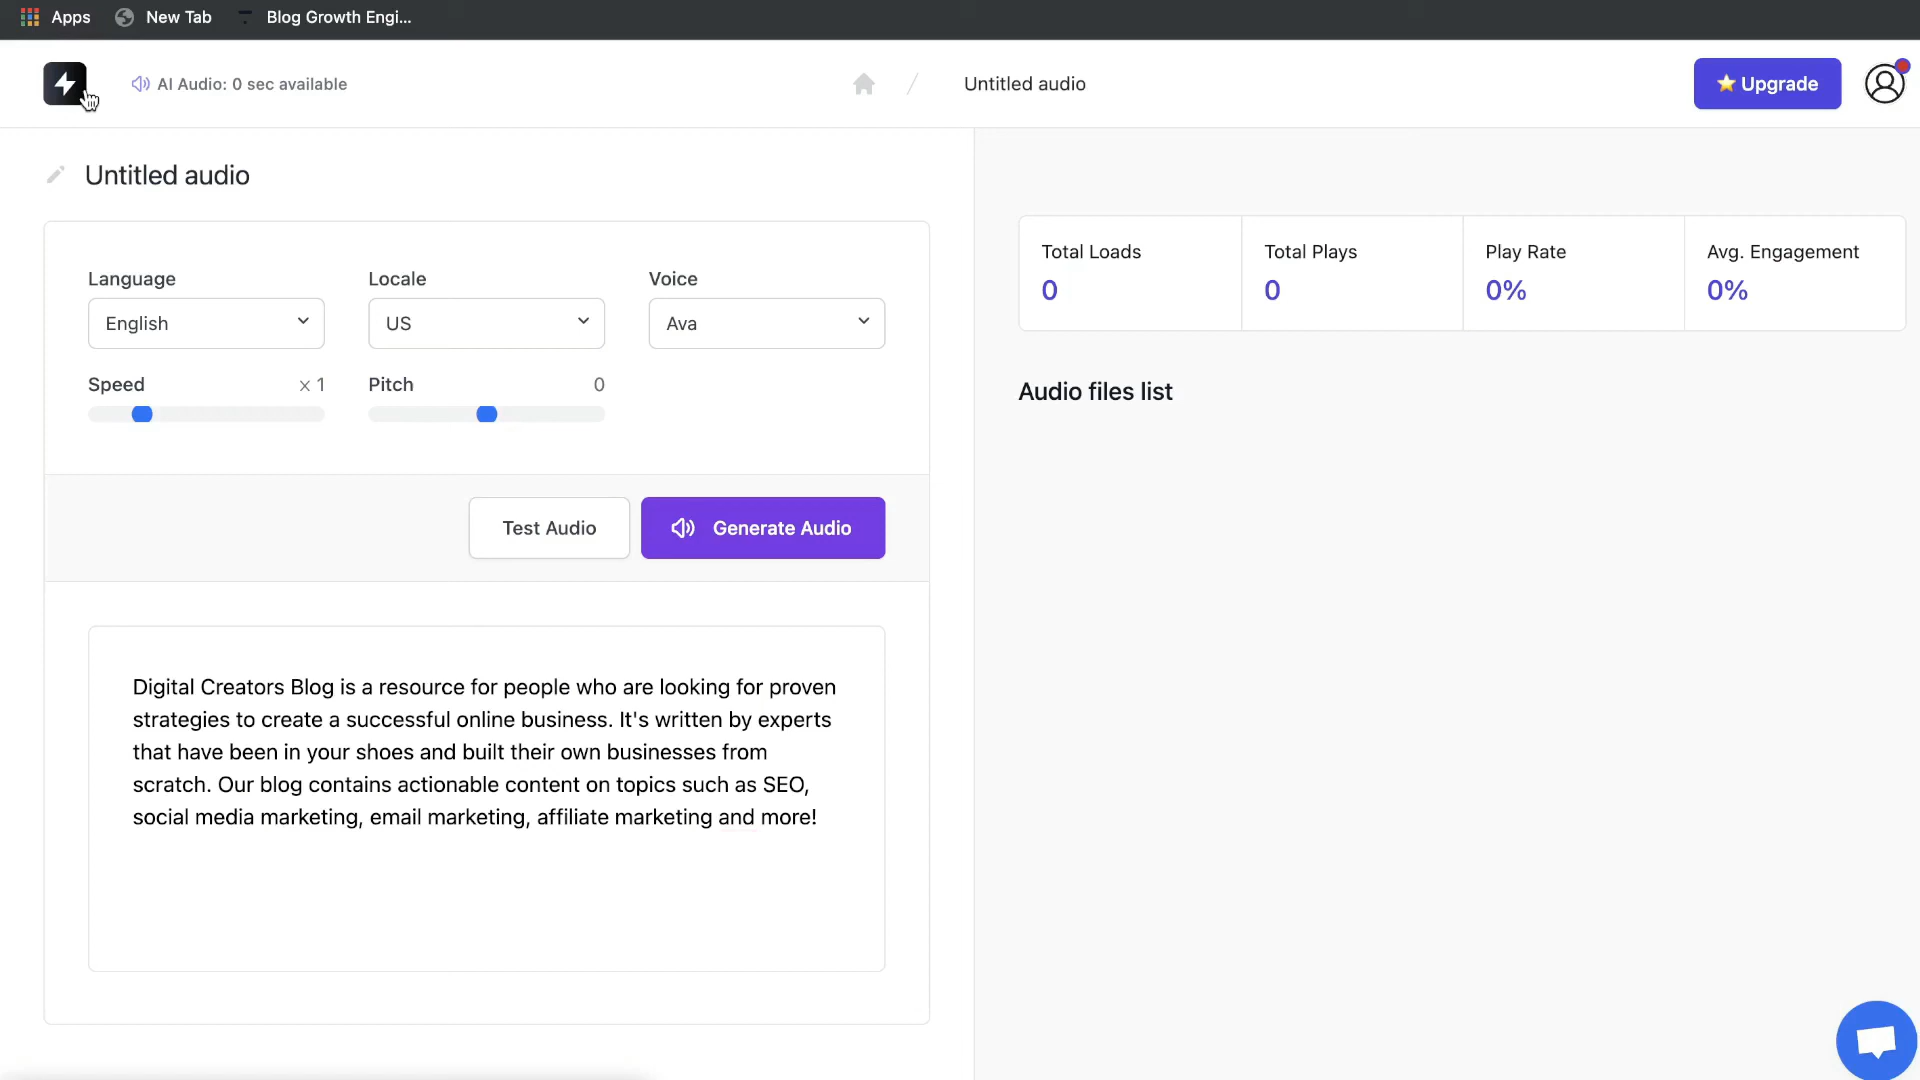 Apps
New Tab
Blog Growth Engi...
AI Audio: 0 sec available
Untitled audio
Upgrade
Untitled audio
Language
Locale
Voice
English
US
Ava
Speed
x 1
Pitch
0
Test Audio
Generate Audio
Digital Creators Blog is a resource for people who are looking for proven
strategies to create a successful online business. It's written by experts
that have been in your shoes and built their own businesses from
scratch. Our blog contains actionable content on topics such as SEO,
social media marketing, email marketing, affiliate marketing and more!
Total Loads
0
Total Plays
0
Play Rate
0%
Avg. Engagement
0%
Audio files list